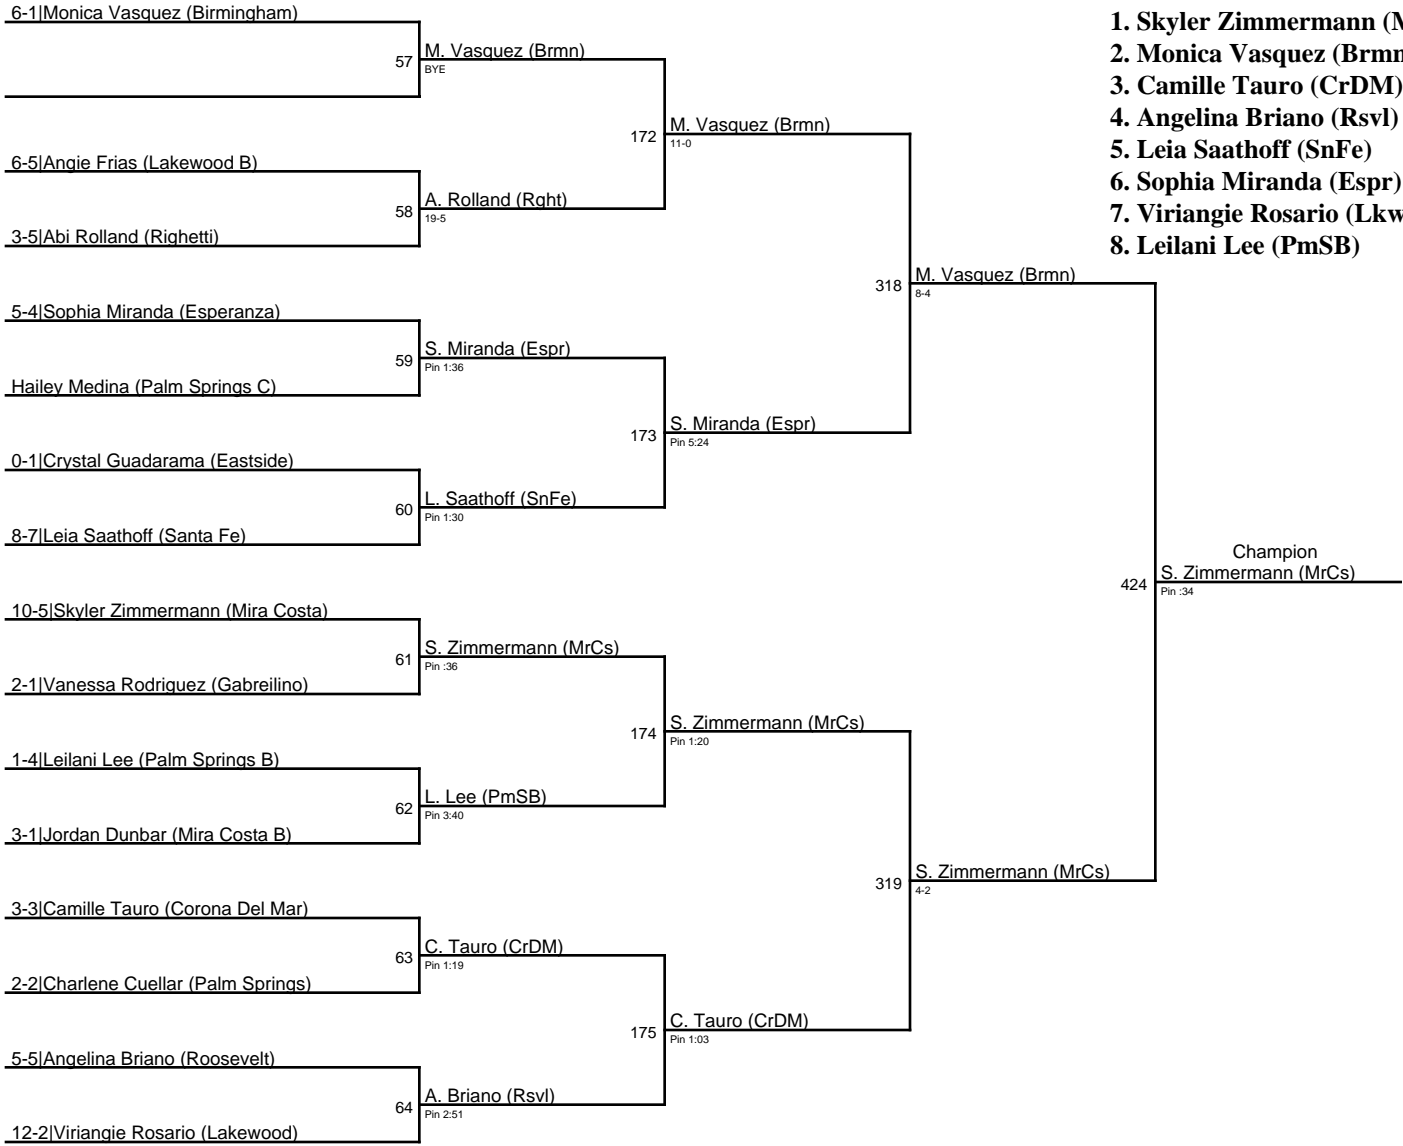 6-1|Monica Vasquez (Birmingham)
57
M. Vasquez (Brmn)
BYE
172
M. Vasquez (Brmn)
11-0
6-5|Angie Frias (Lakewood B)
58
A. Rolland (Rght)
19-5
3-5|Abi Rolland (Righetti)
318
M. Vasquez (Brmn)
8-4
5-4|Sophia Miranda (Esperanza)
59
S. Miranda (Espr)
Pin 1:36
Hailey Medina (Palm Springs C)
173
S. Miranda (Espr)
Pin 5:24
0-1|Crystal Guadarama (Eastside)
60
L. Saathoff (SnFe)
Pin 1:30
8-7|Leia Saathoff (Santa Fe)
424
Champion
S. Zimmermann (MrCs)
Pin :34
10-5|Skyler Zimmermann (Mira Costa)
61
S. Zimmermann (MrCs)
Pin :36
2-1|Vanessa Rodriguez (Gabreilino)
174
S. Zimmermann (MrCs)
Pin 1:20
1-4|Leilani Lee (Palm Springs B)
62
L. Lee (PmSB)
Pin 3:40
3-1|Jordan Dunbar (Mira Costa B)
319
S. Zimmermann (MrCs)
4-2
3-3|Camille Tauro (Corona Del Mar)
63
C. Tauro (CrDM)
Pin 1:19
2-2|Charlene Cuellar (Palm Springs)
175
C. Tauro (CrDM)
Pin 1:03
5-5|Angelina Briano (Roosevelt)
64
A. Briano (Rsvl)
Pin 2:51
12-2|Viriangie Rosario (Lakewood)
1. Skyler Zimmermann (M
2. Monica Vasquez (Brmn
3. Camille Tauro (CrDM)
4. Angelina Briano (Rsvl)
5. Leia Saathoff (SnFe)
6. Sophia Miranda (Espr)
7. Viriangie Rosario (Lkw
8. Leilani Lee (PmSB)